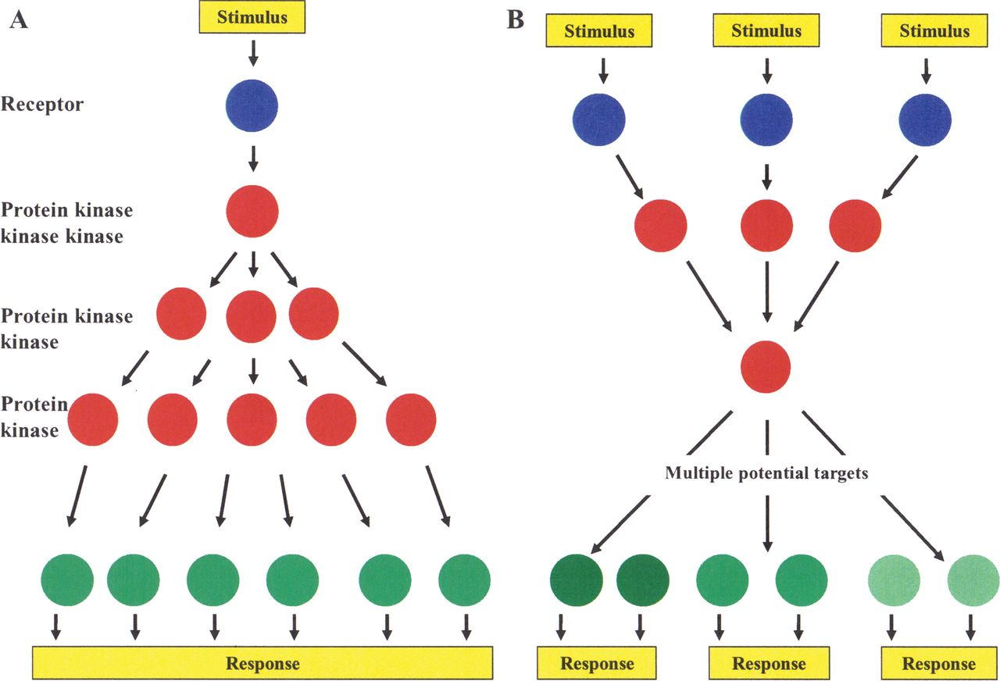 A
Stimulus
Receptor
Protein kinase
kinase kinase
Protein kinase
kinase
Protein
kinase
Response
B
Stimulus
Stimulus
Stimulus
Multiple potential targets
Response
Response
Response